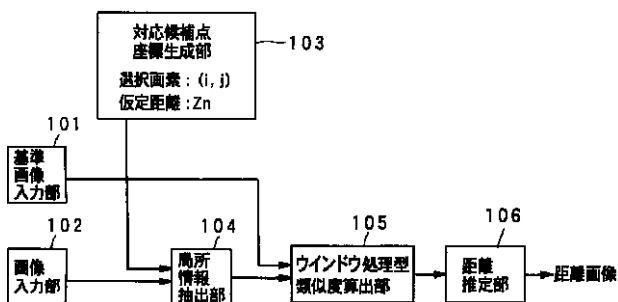 対応候補点
座標生成部
選択画素：(i, j)
仮定距離：Zn
103
101
基準
画像
入力部
102
画像
入力部
局所
情報
抽出部
104
105
ウインドウ処理型
類似度算出部
106
距離
推定部
距離画像